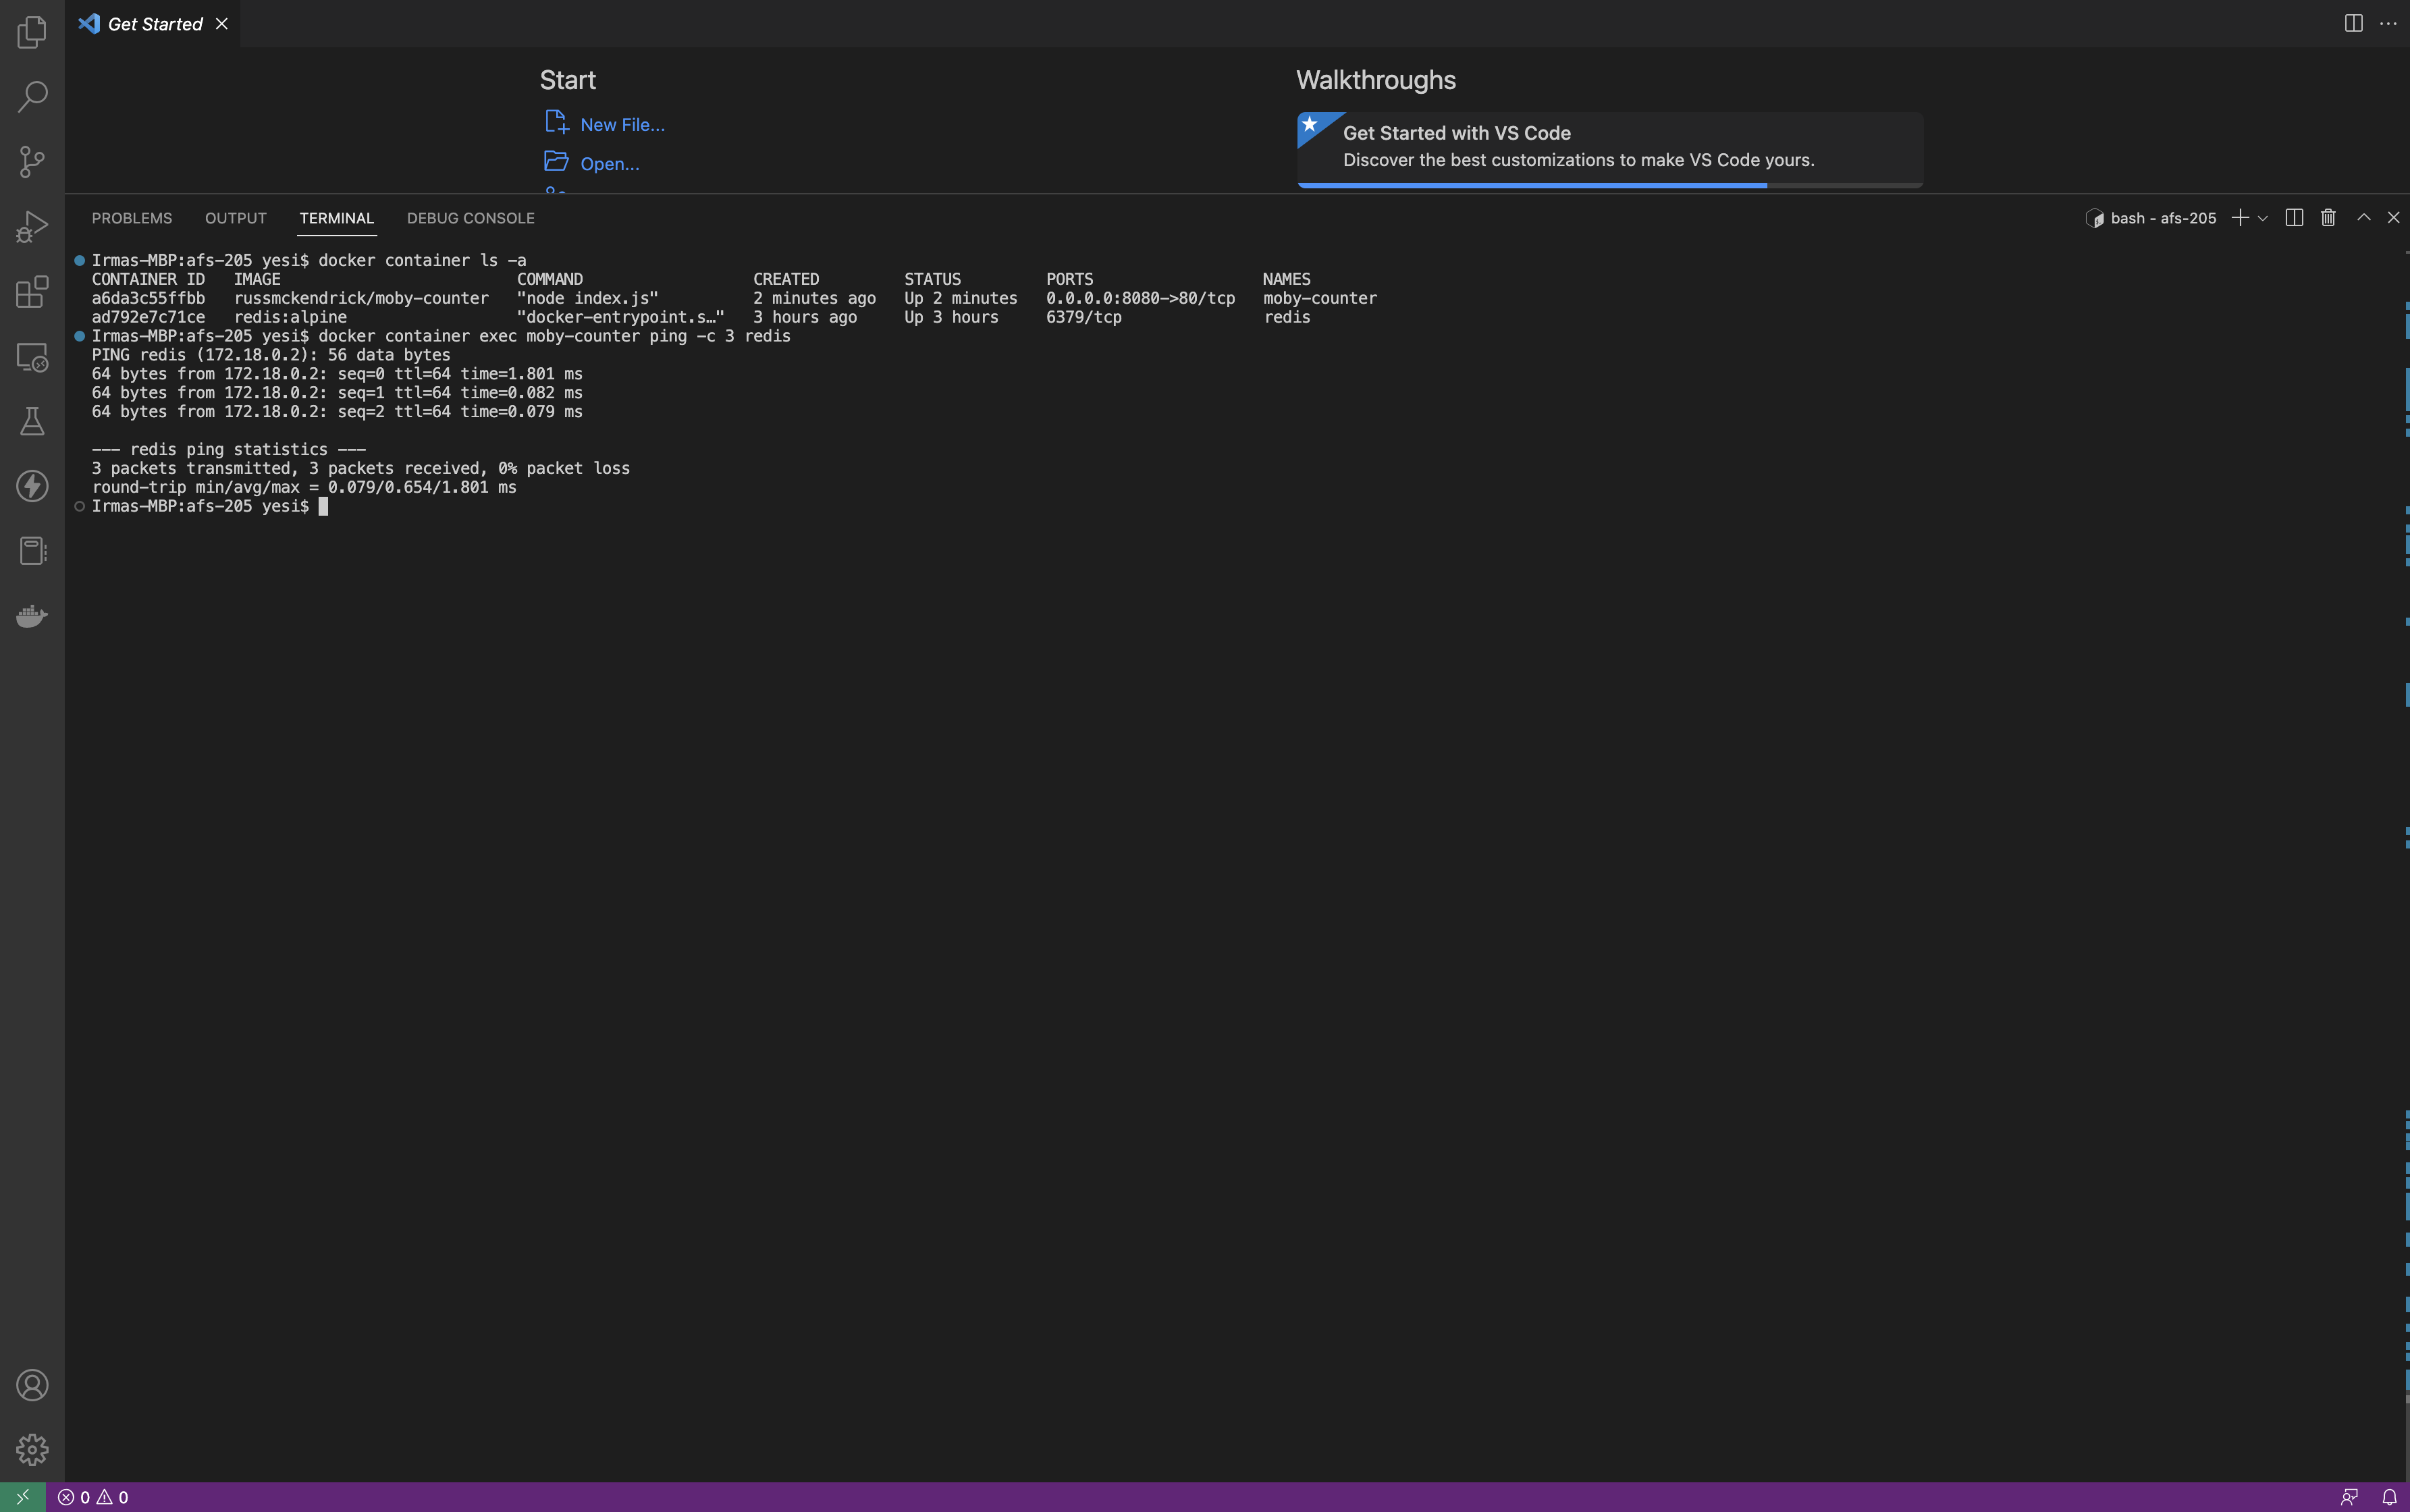 Get Started
Start
Walkthroughs
New File...
Get Started with VS Code
Open...
Discover the best customizations to make VS Code yours.
PROBLEMS OUTPUT TERMINAL DEBUG CONSOLE
bash - afs-205
Irmas-MBP:afs-205 yesi$ docker container ls -a
CONTAINER ID IMAGE COMMAND CREATED STATUS PORTS NAMES
a6da3c55ffbb russmckendrick/moby-counter "node index.js" 2 minutes ago Up 2 minutes 0.0.0.0:8080->80/tcp moby-counter
ad792e7c71ce redis:alpine "docker-entrypoint.s…" 3 hours ago Up 3 hours 6379/tcp redis
Irmas-MBP:afs-205 yesi$ docker container exec moby-counter ping -c 3 redis
PING redis (172.18.0.2): 56 data bytes
64 bytes from 172.18.0.2: seq=0 ttl=64 time=1.801 ms
64 bytes from 172.18.0.2: seq=1 ttl=64 time=0.082 ms
64 bytes from 172.18.0.2: seq=2 ttl=64 time=0.079 ms
--- redis ping statistics ---
3 packets transmitted, 3 packets received, 0% packet loss
round-trip min/avg/max = 0.079/0.654/1.801 ms
Irmas-MBP:afs-205 yesi$
0 0